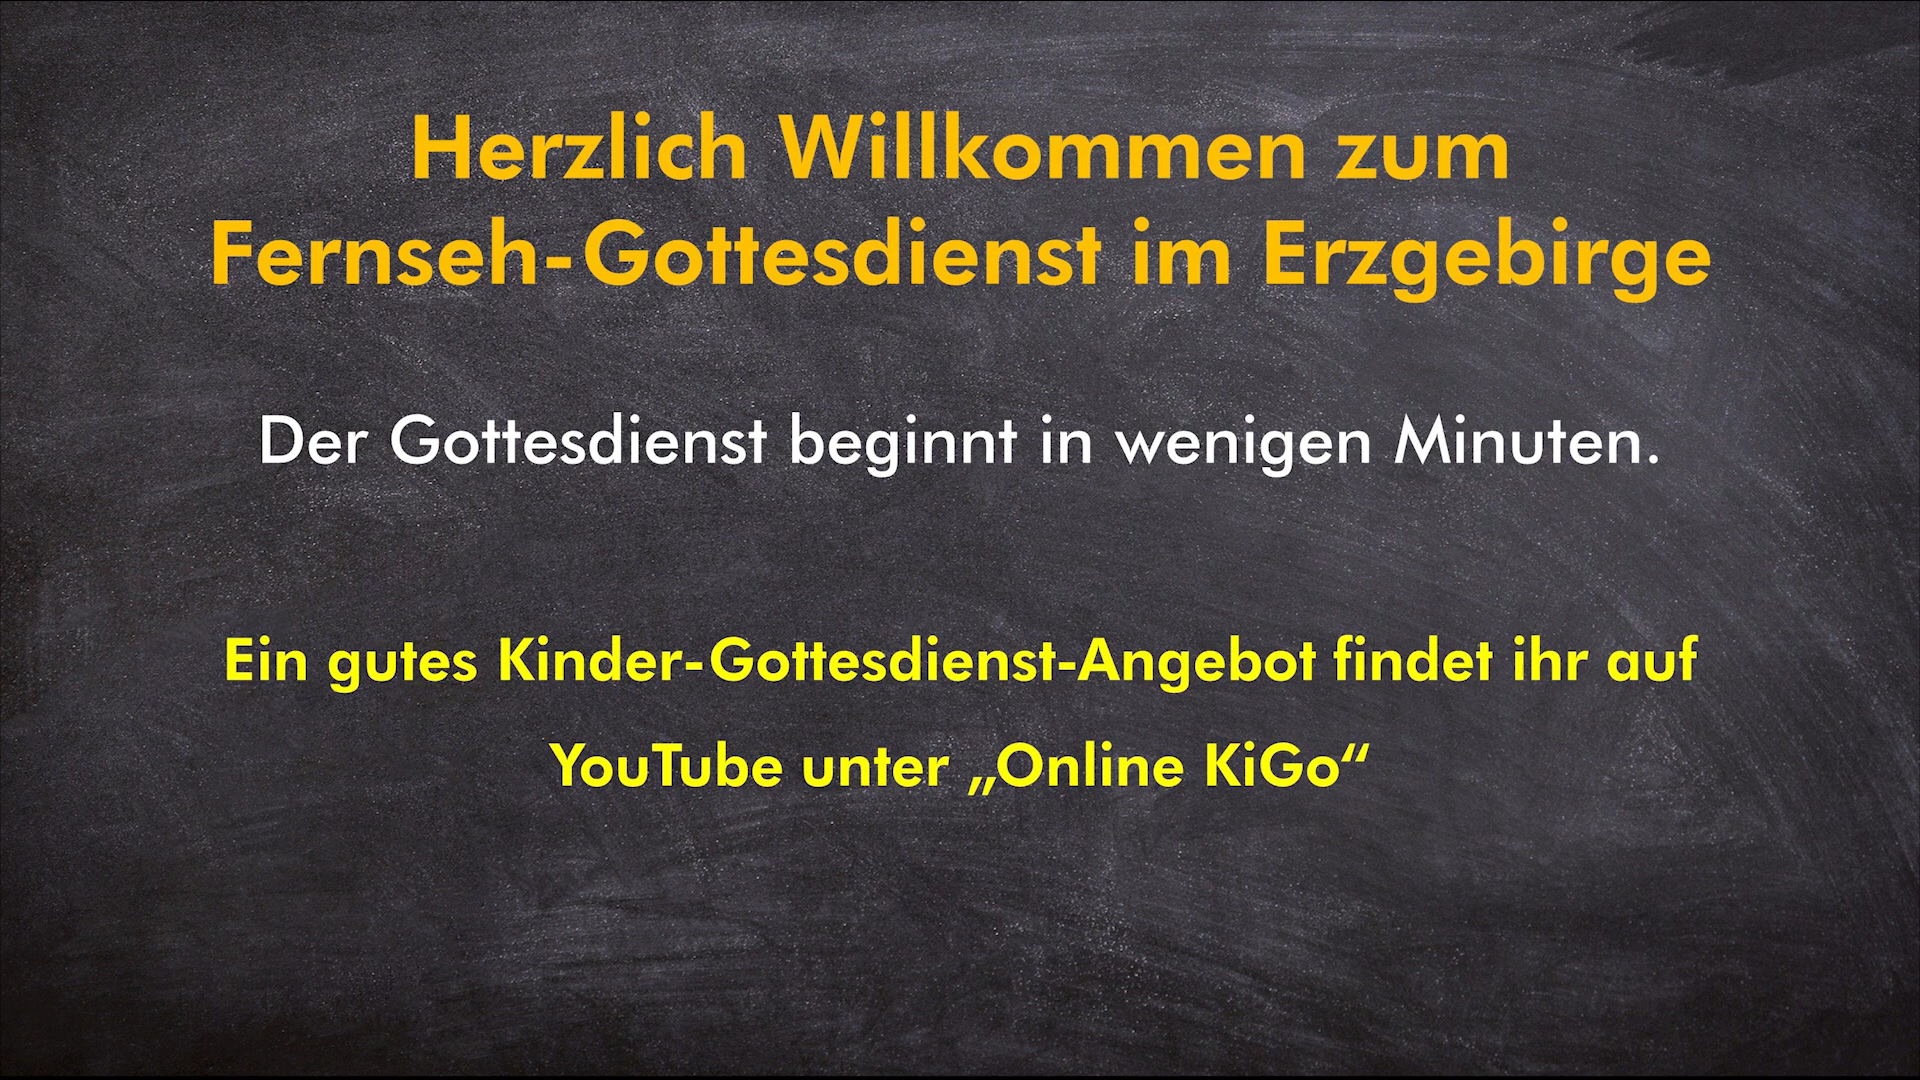 Herzlich Willkommen zum
Fernseh-Gottesdienst im Erzgebirge
Der Gottesdienst beginnt in wenigen Minuten.
Ein gutes Kinder-Gottesdienst-Angebot findet ihr auf
YouTube unter „Online KiGo“